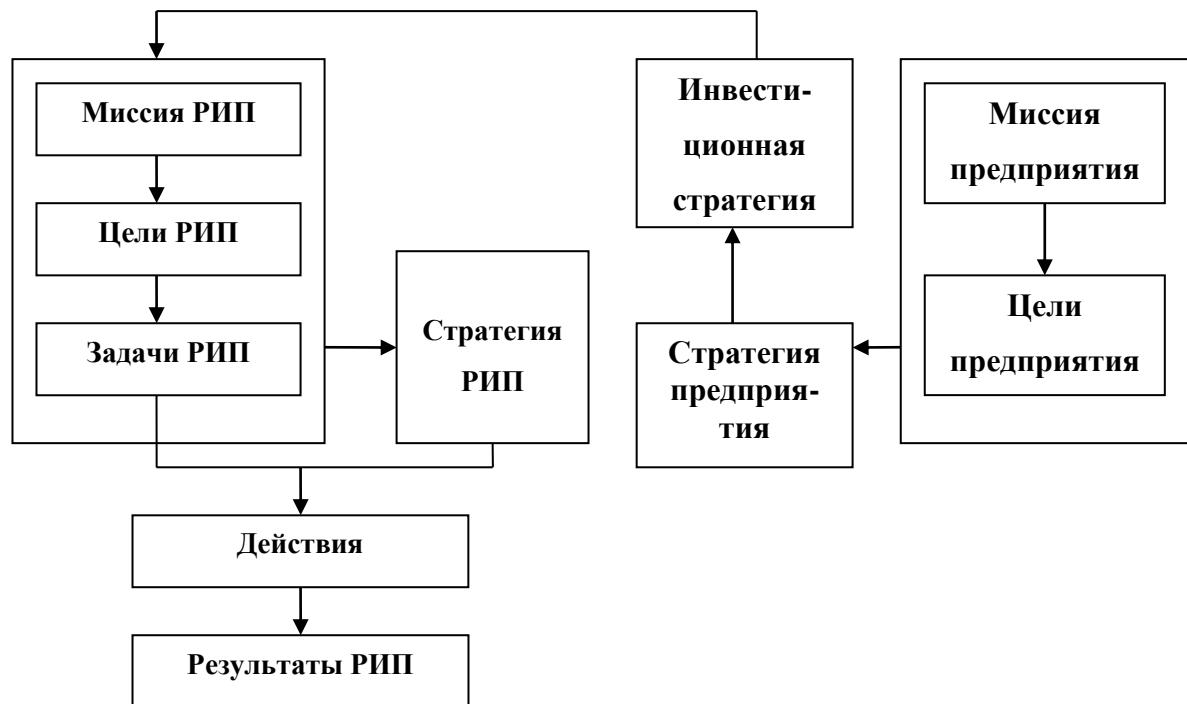 Миссия РИП
Цели РИП
Задачи РИП
Стратегия
РИП
Инвести-
ционная
стратегия
Стратегия
предприя-
тия
Миссия
предприятия
Цели
предприятия
Действия
Результаты РИП